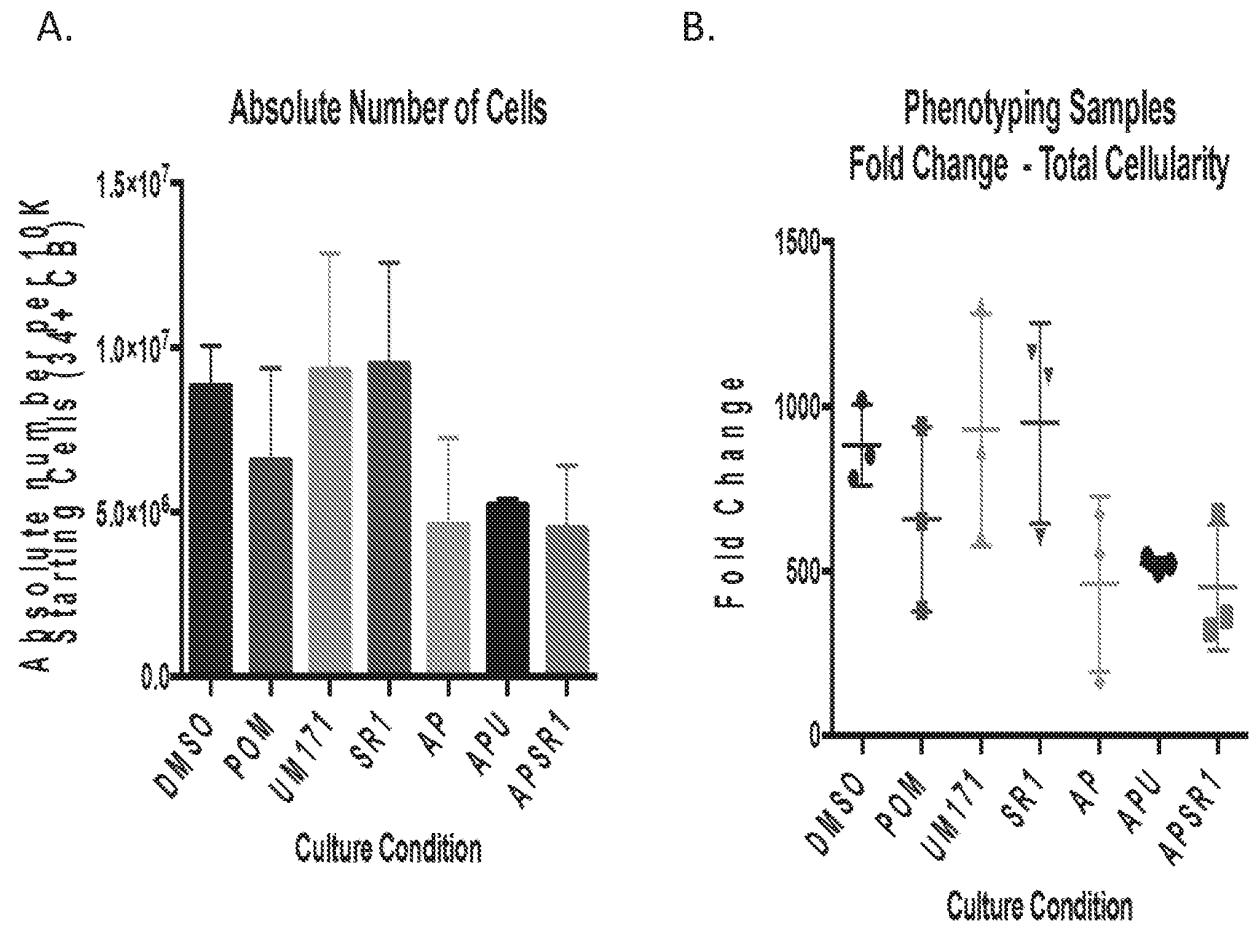 A.
Absolute Number of Cells
Absolute number per 10K
Starting Cells (34+ CB)
1.5×10⁷
1.0×10⁷
5.0×10⁶
0.0
DMSO
POM
UM171
SR1
AP
APU
APSR1
Culture Condition
B.
Phenotyping Samples
Fold Change - Total Cellularity
Fold Change
1500
1000
500
0
DMSO
POM
UM171
SR1
AP
APU
APSR1
Culture Condition